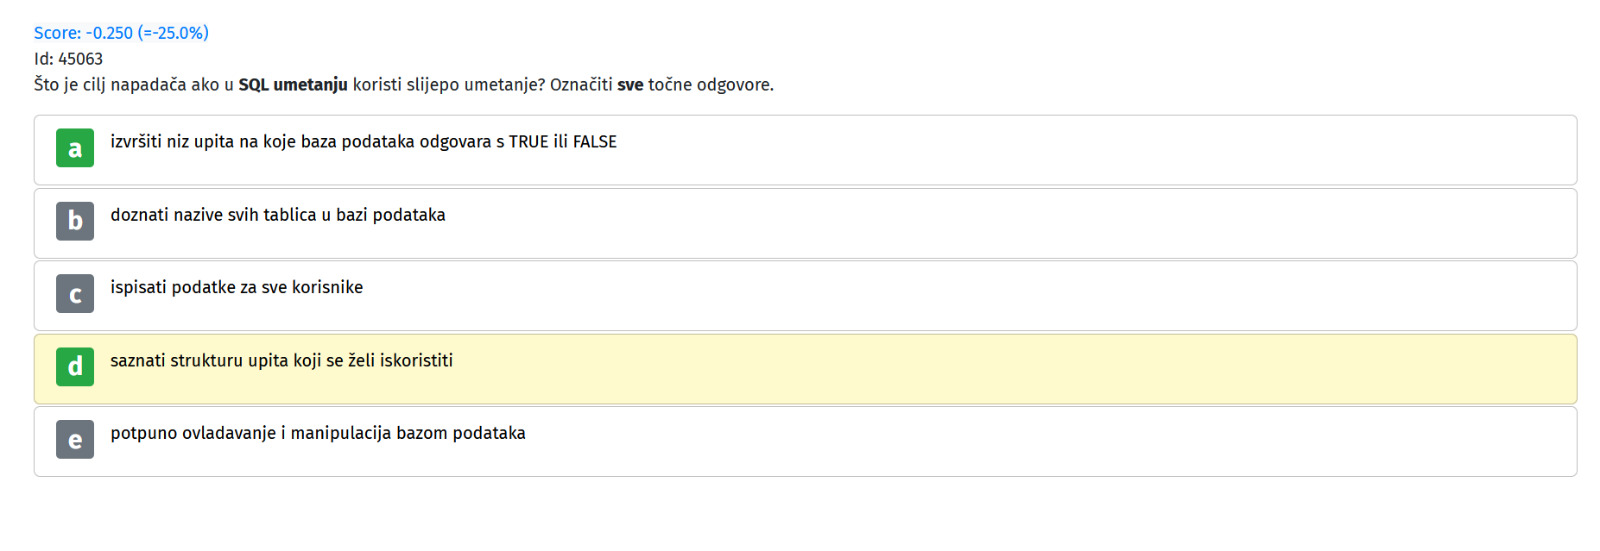 Score: -0.250 (=-25.0%)
Id: 45063
Što je cilj napadača ako u SQL umetanju koristi slijepo umetanje? Označiti sve točne odgovore.
a izvršiti niz upita na koje baza podataka odgovara s TRUE ili FALSE
b doznati nazive svih tablica u bazi podataka
c ispisati podatke za sve korisnike
d saznati strukturu upita koji se želi iskoristiti
e potpuno ovladavanje i manipulacija bazom podataka